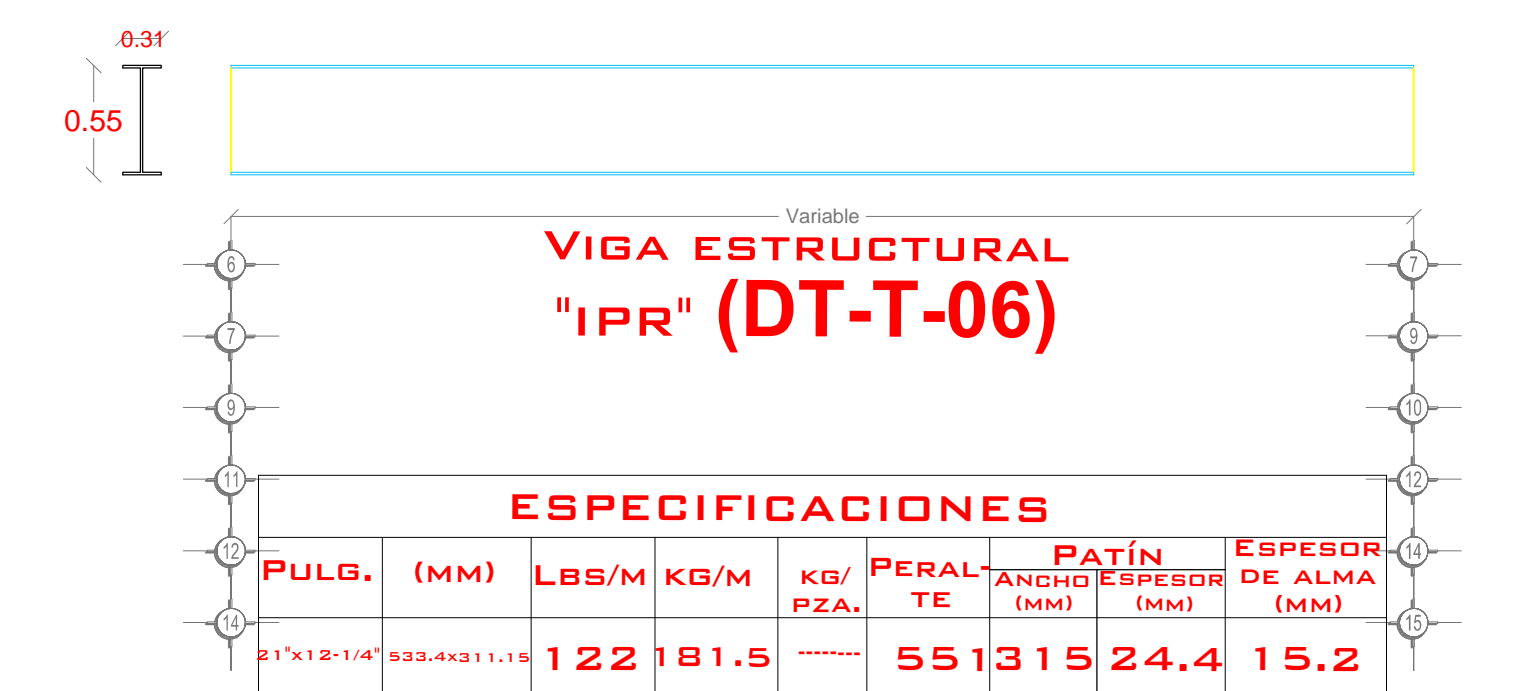 0.31
0.55
Variable
VIGA ESTRUCTURAL
"IPR" (DT-T-06)
6 7
7 9
9 10
11 12
12 14
14 15
ESPECIFICACIONES
PULG. (MM) LBS/M KG/M KG/PZA. PERAL-TE PATÍN ESPESOR DE ALMA (MM)
ANCHO (MM) ESPESOR (MM)
21"x12-1/4" 533.4x311.15 122 181.5 ------- 551 315 24.4 15.2